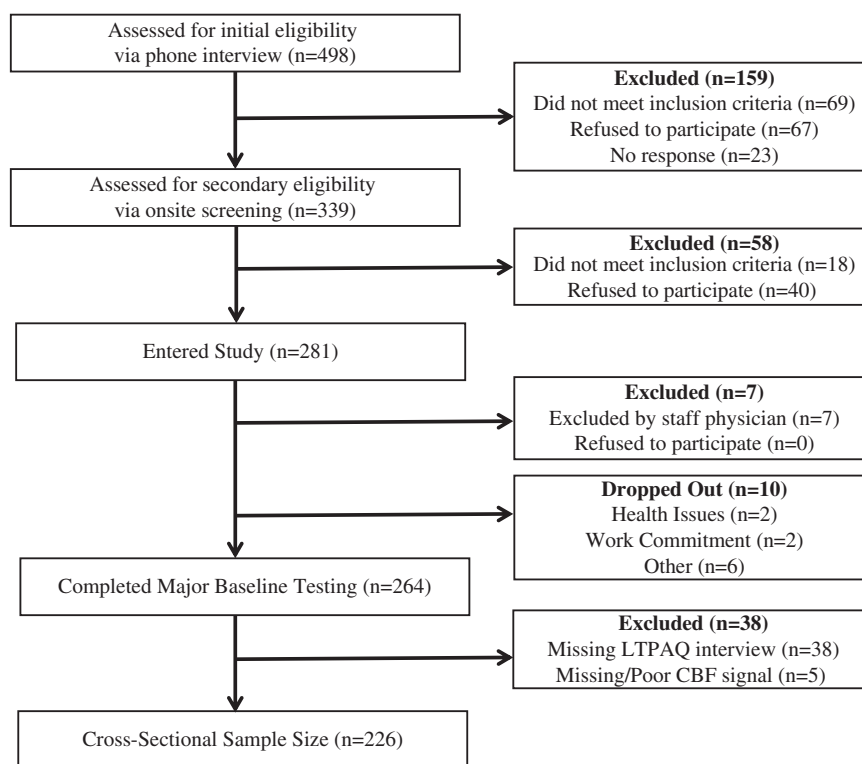 Assessed for initial eligibility
via phone interview (n=498)
Excluded (n=159)
Did not meet inclusion criteria (n=69)
Refused to participate (n=67)
No response (n=23)
Assessed for secondary eligibility
via onsite screening (n=339)
Excluded (n=58)
Did not meet inclusion criteria (n=18)
Refused to participate (n=40)
Entered Study (n=281)
Excluded (n=7)
Excluded by staff physician (n=7)
Refused to participate (n=0)
Dropped Out (n=10)
Health Issues (n=2)
Work Commitment (n=2)
Other (n=6)
Completed Major Baseline Testing (n=264)
Excluded (n=38)
Missing LTPAQ interview (n=38)
Missing/Poor CBF signal (n=5)
Cross-Sectional Sample Size (n=226)